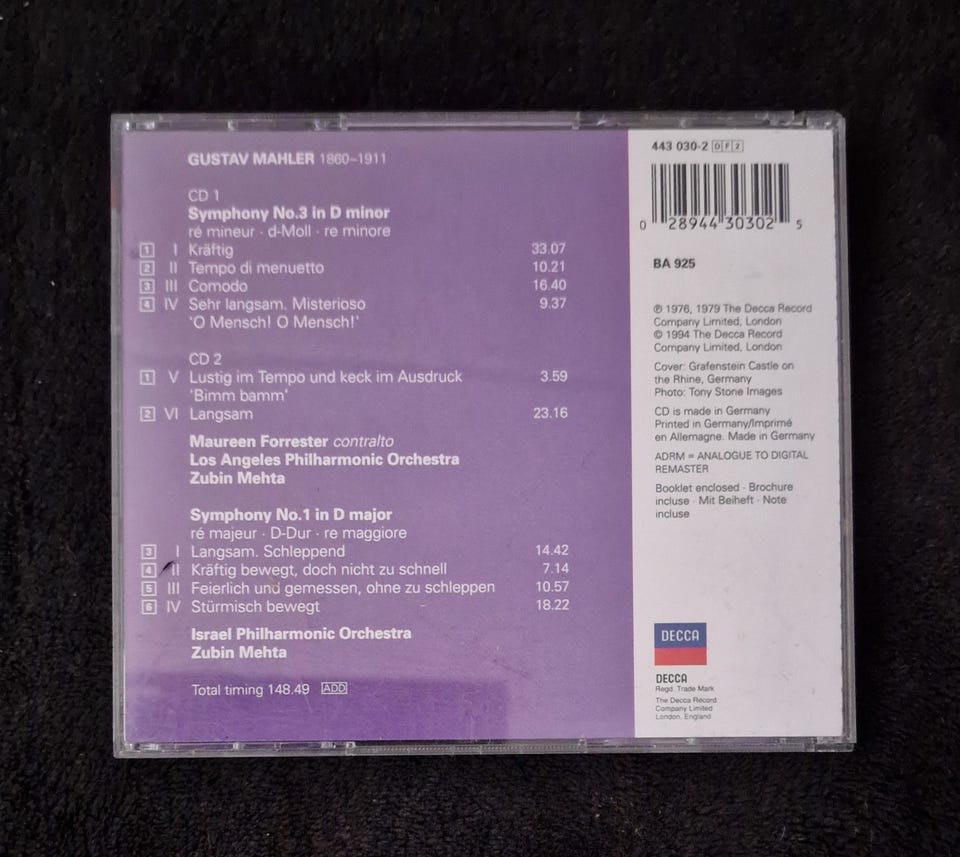 GUSTAV MAHLER 1860–1911
CD 1
Symphony No.3 in D minor
ré mineur · d-Moll · re minore
1 I Kräftig 33.07
2 II Tempo di menuetto 10.21
3 III Comodo 16.40
4 IV Sehr langsam. Misterioso 9.37
'O Mensch! O Mensch!'
CD 2
1 V Lustig im Tempo und keck im Ausdruck 3.59
'Bimm bamm'
2 VI Langsam 23.16
Maureen Forrester contralto
Los Angeles Philharmonic Orchestra
Zubin Mehta
Symphony No.1 in D major
ré majeur · D-Dur · re maggiore
3 I Langsam. Schleppend 14.42
4 II Kräftig bewegt, doch nicht zu schnell 7.14
5 III Feierlich und gemessen, ohne zu schleppen 10.57
6 IV Stürmisch bewegt 18.22
Israel Philharmonic Orchestra
Zubin Mehta
Total timing 148.49 ADD
443 030-2 DF2
0 28944 30302 5
BA 925
℗ 1976, 1979 The Decca Record
Company Limited, London
© 1994 The Decca Record
Company Limited, London
Cover: Grafenstein Castle on
the Rhine, Germany
Photo: Tony Stone Images
CD is made in Germany
Printed in Germany/Imprimé
en Allemagne. Made in Germany
ADRM = ANALOGUE TO DIGITAL
REMASTER
Booklet enclosed · Brochure
incluse · Mit Beiheft · Note
incluse
DECCA
DECCA
Regd. Trade Mark
The Decca Record
Company Limited
London, England